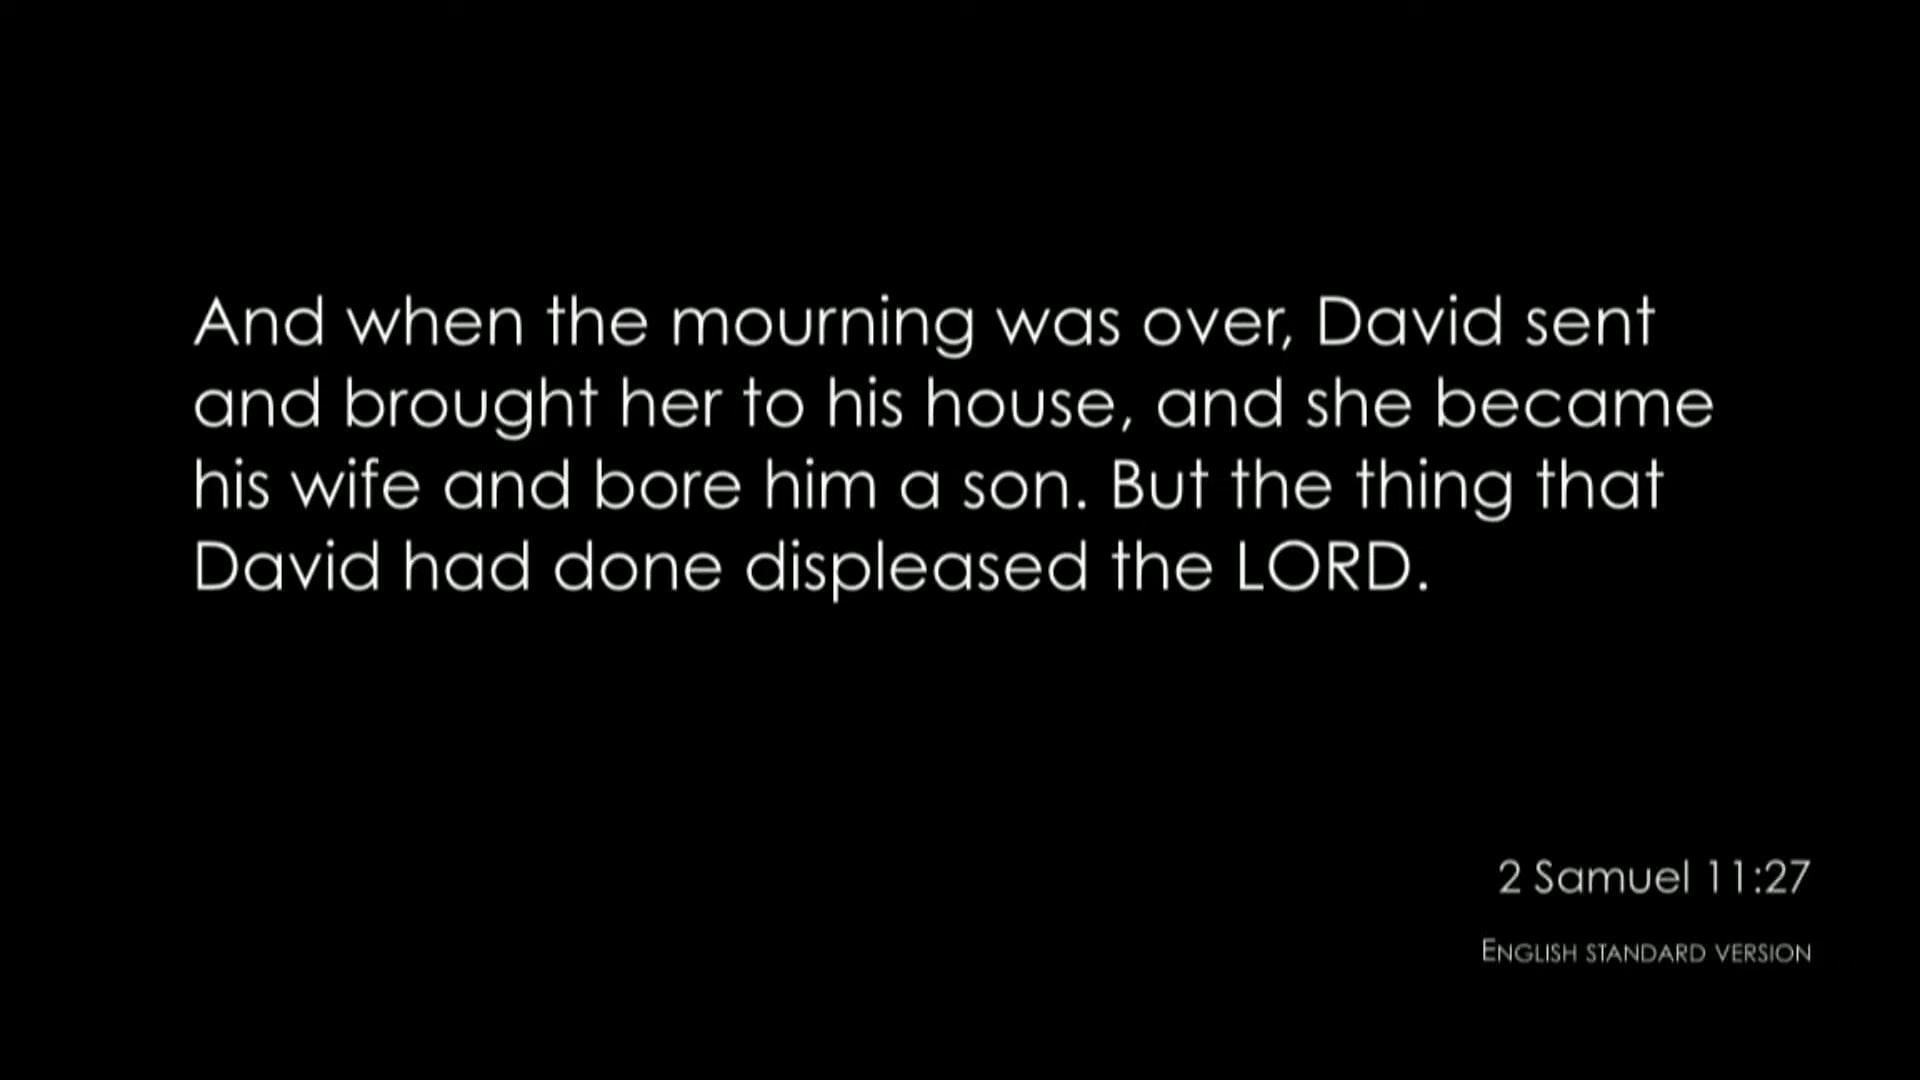 And when the mourning was over, David sent
and brought her to his house, and she became
his wife and bore him a son. But the thing that
David had done displeased the LORD.
2 Samuel 11:27
ENGLISH STANDARD VERSION